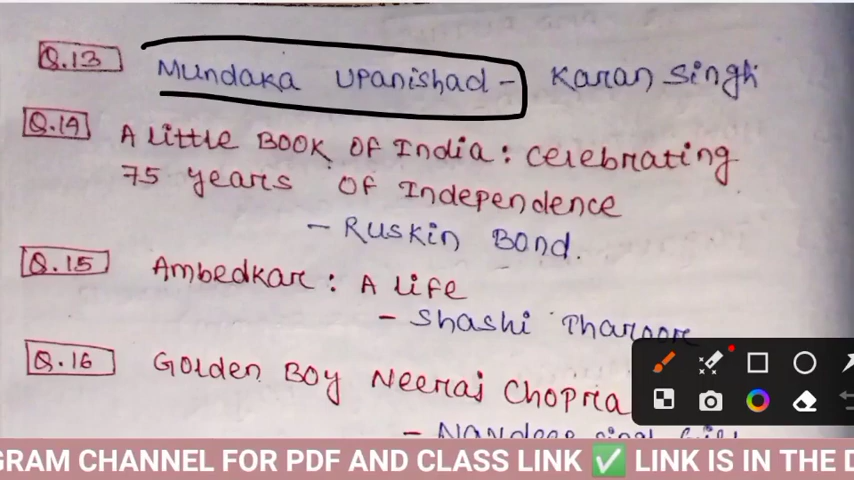 Q.13 Mundaka Upanishad - Karan Singh
Q.14 A Little Book Of India: Celebrating
75 years Of Independence
- Ruskin Bond.
Q.15 Ambedkar: A Life
- Shashi Tharoor
Q.16 Golden Boy Neeraj Chopra
- Singh
GRAM CHANNEL FOR PDF AND CLASS LINK ✅ LINK IS IN THE D